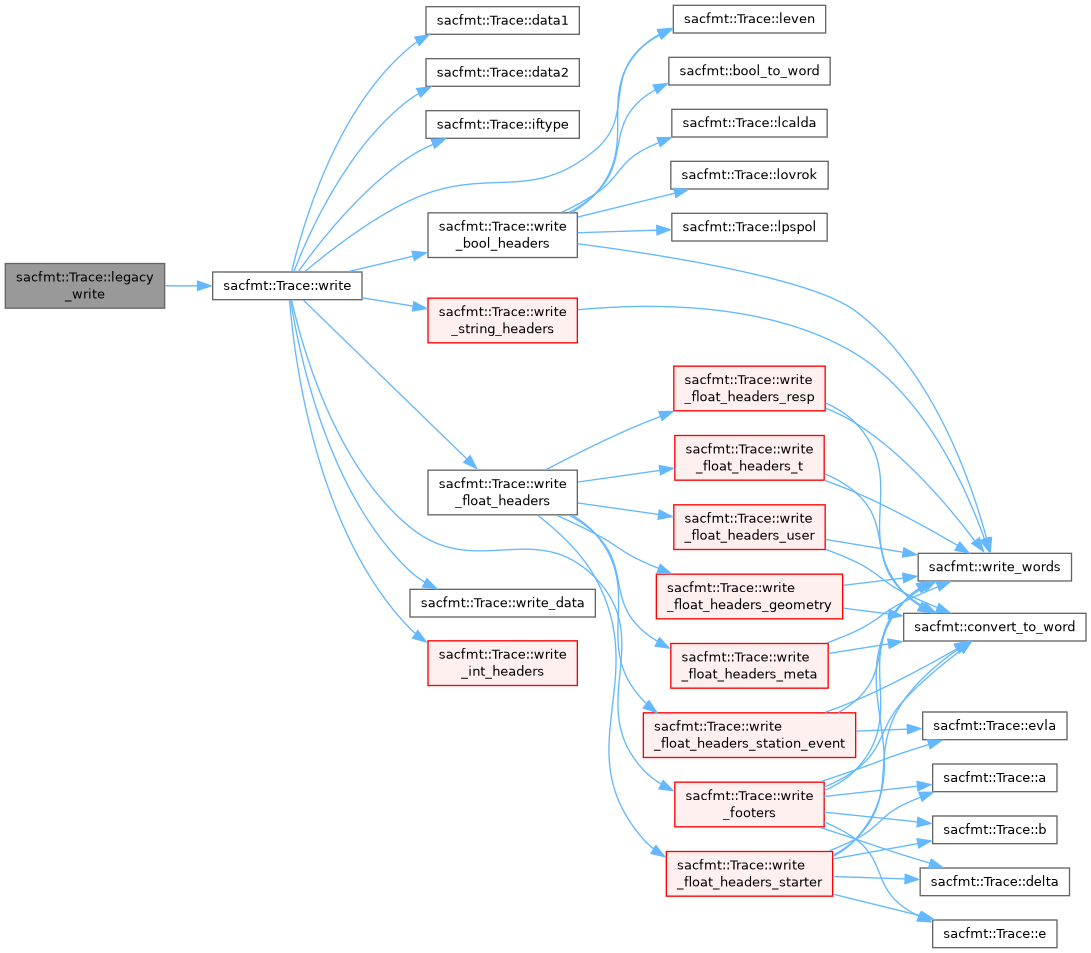 sacfmt::Trace::legacy
_write
sacfmt::Trace::write
sacfmt::Trace::data1
sacfmt::Trace::data2
sacfmt::Trace::iftype
sacfmt::Trace::write
_bool_headers
sacfmt::Trace::write
_string_headers
sacfmt::Trace::write
_float_headers
sacfmt::Trace::write_data
sacfmt::Trace::write
_int_headers
sacfmt::Trace::leven
sacfmt::bool_to_word
sacfmt::Trace::lcalda
sacfmt::Trace::lovrok
sacfmt::Trace::lpspol
sacfmt::Trace::write
_float_headers_resp
sacfmt::Trace::write
_float_headers_t
sacfmt::Trace::write
_float_headers_user
sacfmt::Trace::write
_float_headers_geometry
sacfmt::Trace::write
_float_headers_meta
sacfmt::Trace::write
_float_headers_station_event
sacfmt::Trace::write
_footers
sacfmt::Trace::write
_float_headers_starter
sacfmt::write_words
sacfmt::convert_to_word
sacfmt::Trace::evla
sacfmt::Trace::a
sacfmt::Trace::b
sacfmt::Trace::delta
sacfmt::Trace::e